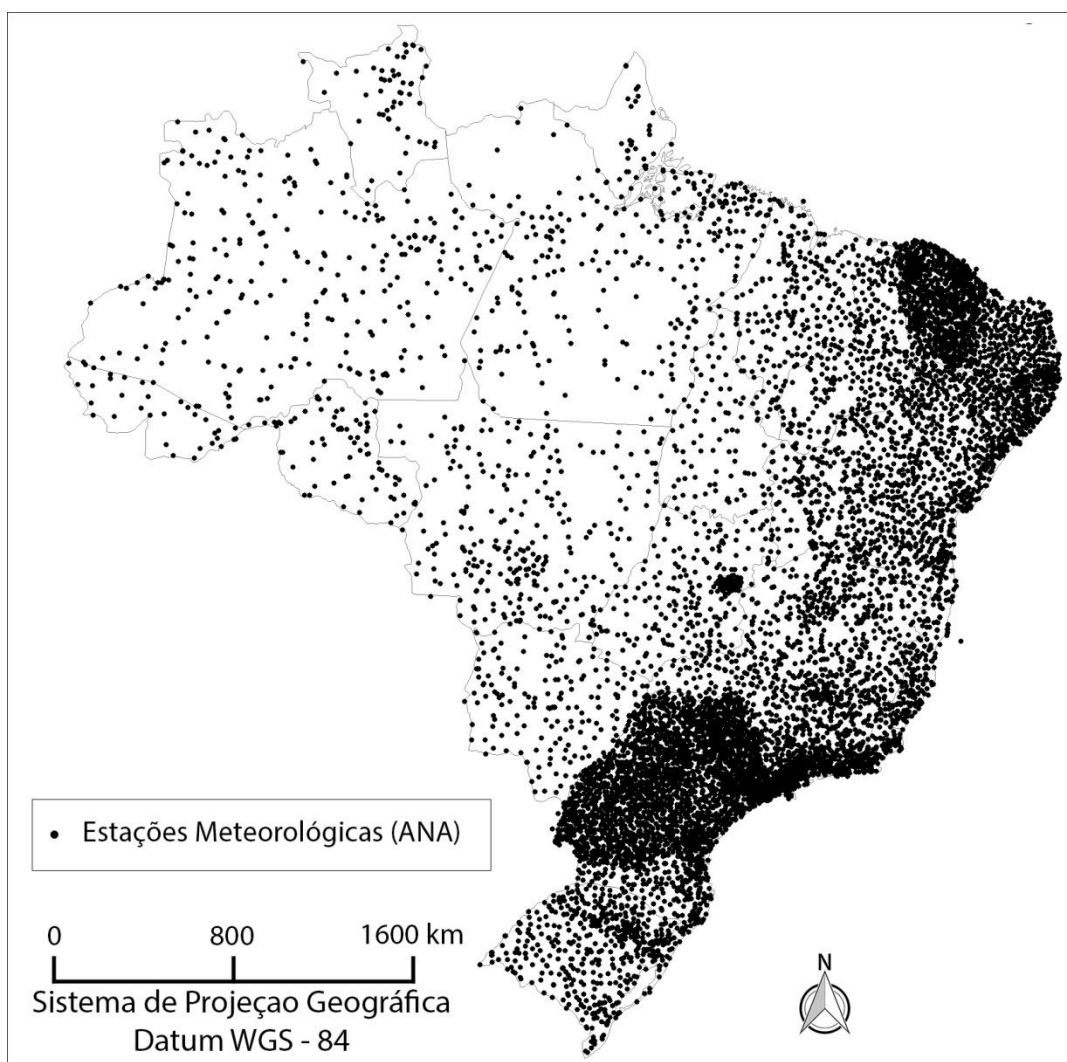 Estações Meteorológicas (ANA)
0 800 1600 km
Sistema de Projeçao Geográfica
Datum WGS - 84
N